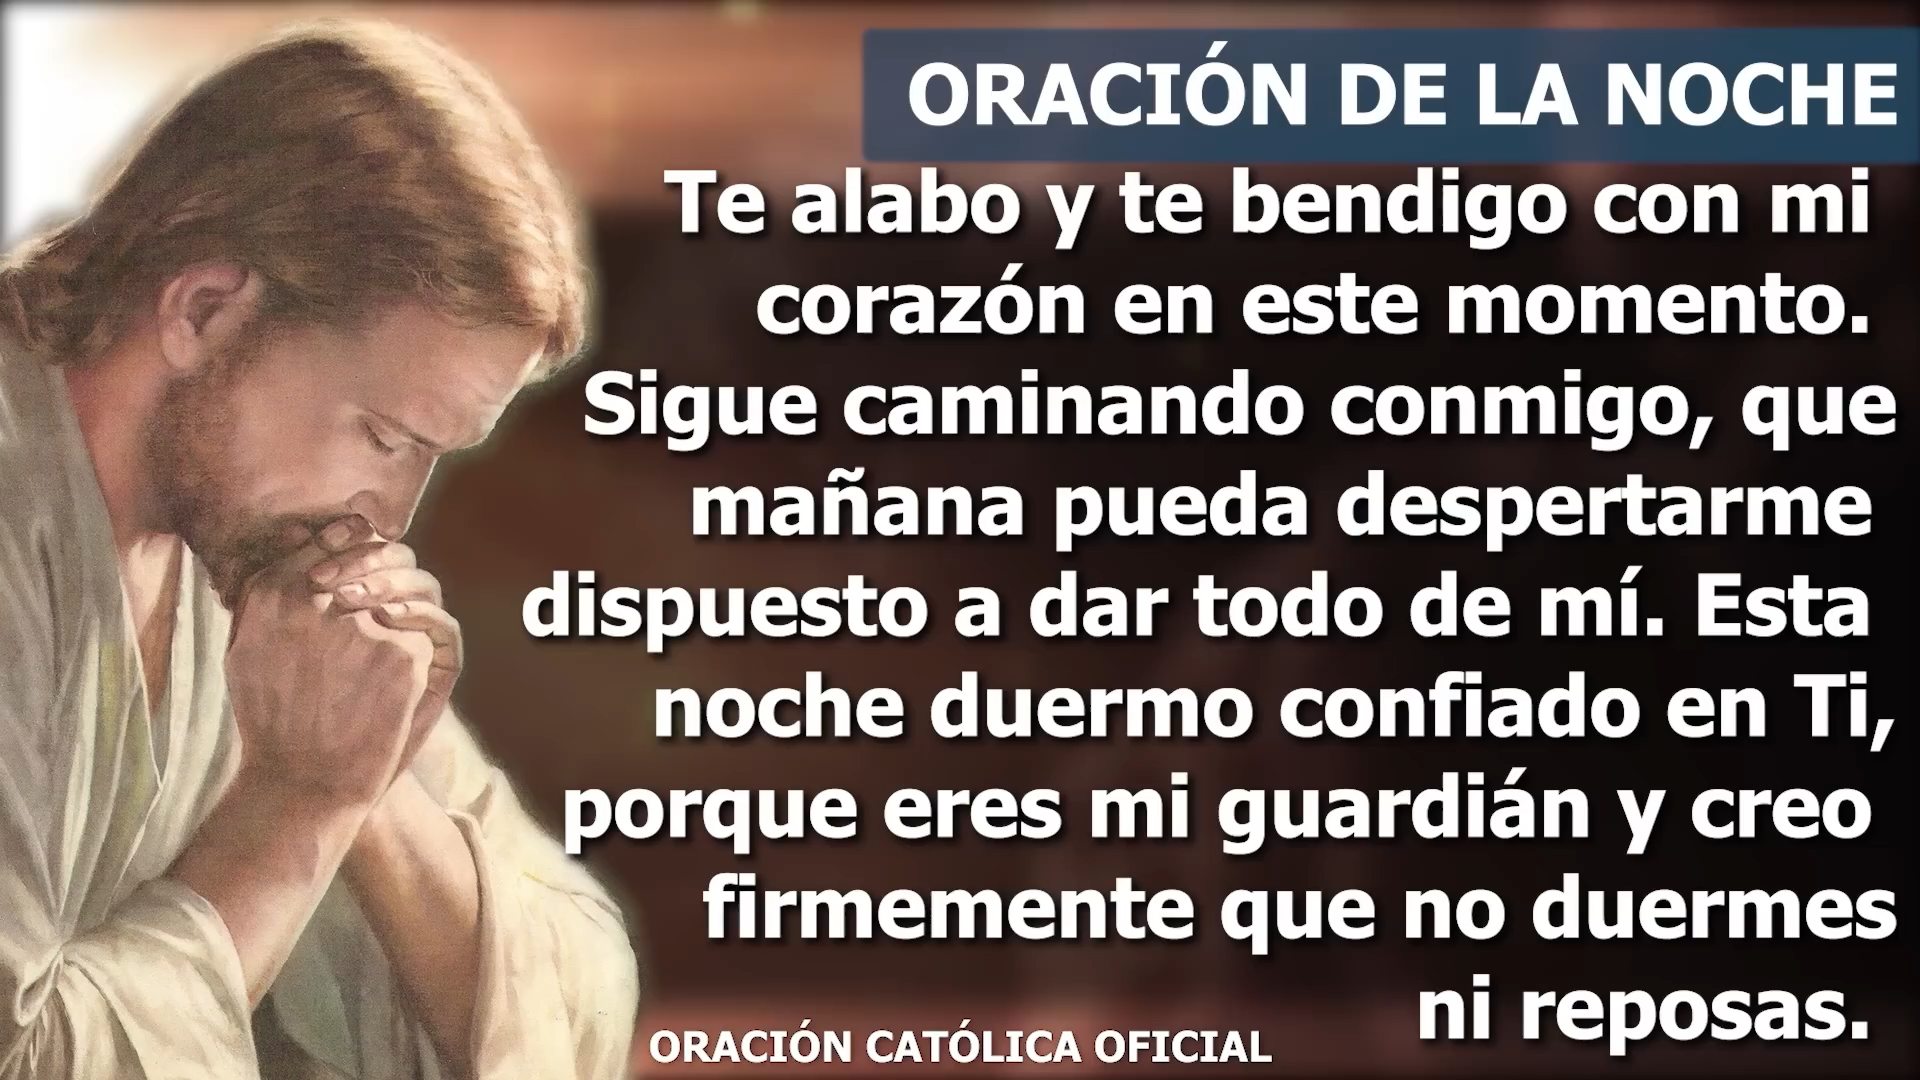 ORACIÓN DE LA NOCHE
Te alabo y te bendigo con mi
corazón en este momento.
Sigue caminando conmigo, que
mañana pueda despertarme
dispuesto a dar todo de mí. Esta
noche duermo confiado en Ti,
porque eres mi guardián y creo
firmemente que no duermes
ni reposas.
ORACIÓN CATÓLICA OFICIAL